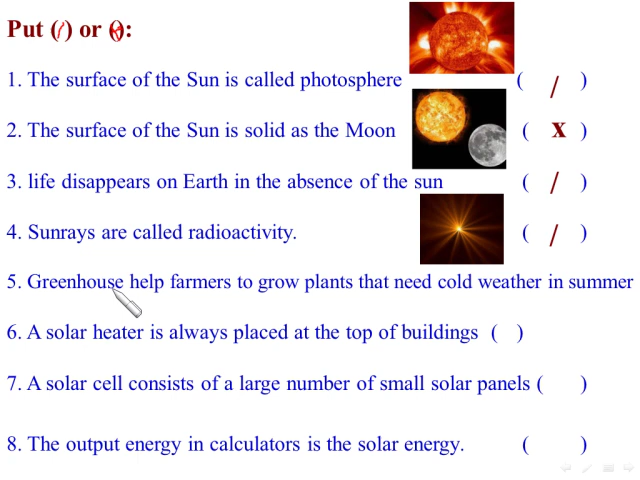 Put (/) or (x):
1. The surface of the Sun is called photosphere ( / )
2. The surface of the Sun is solid as the Moon ( x )
3. life disappears on Earth in the absence of the sun ( / )
4. Sunrays are called radioactivity. ( / )
5. Greenhouse help farmers to grow plants that need cold weather in summer
6. A solar heater is always placed at the top of buildings ( )
7. A solar cell consists of a large number of small solar panels ( )
8. The output energy in calculators is the solar energy. ( )